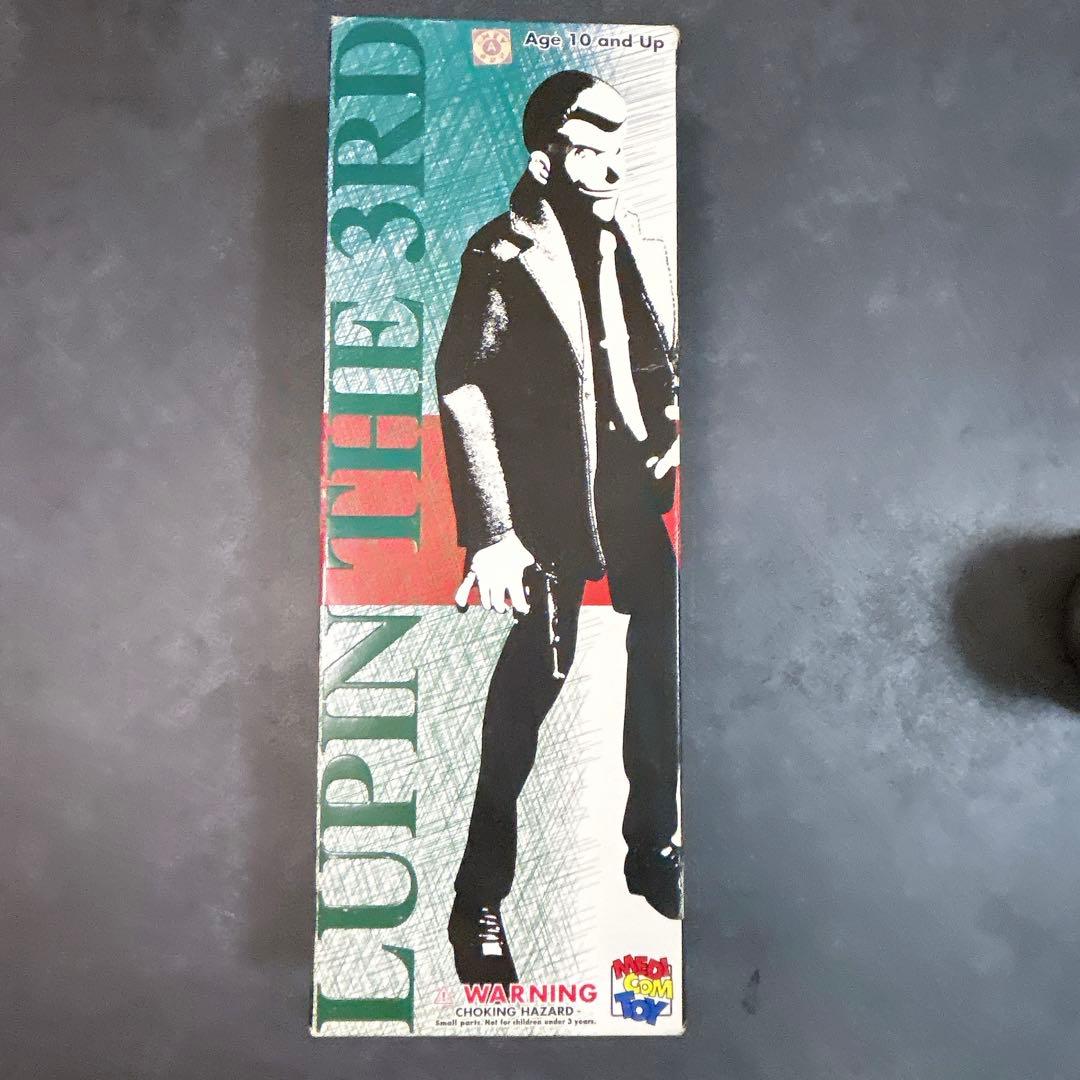 Age 10 and Up
A
LUPIN THE 3RD
WARNING
CHOKING HAZARD -
Small parts. Not for children under 3 years.
MEDI
COM
TOY